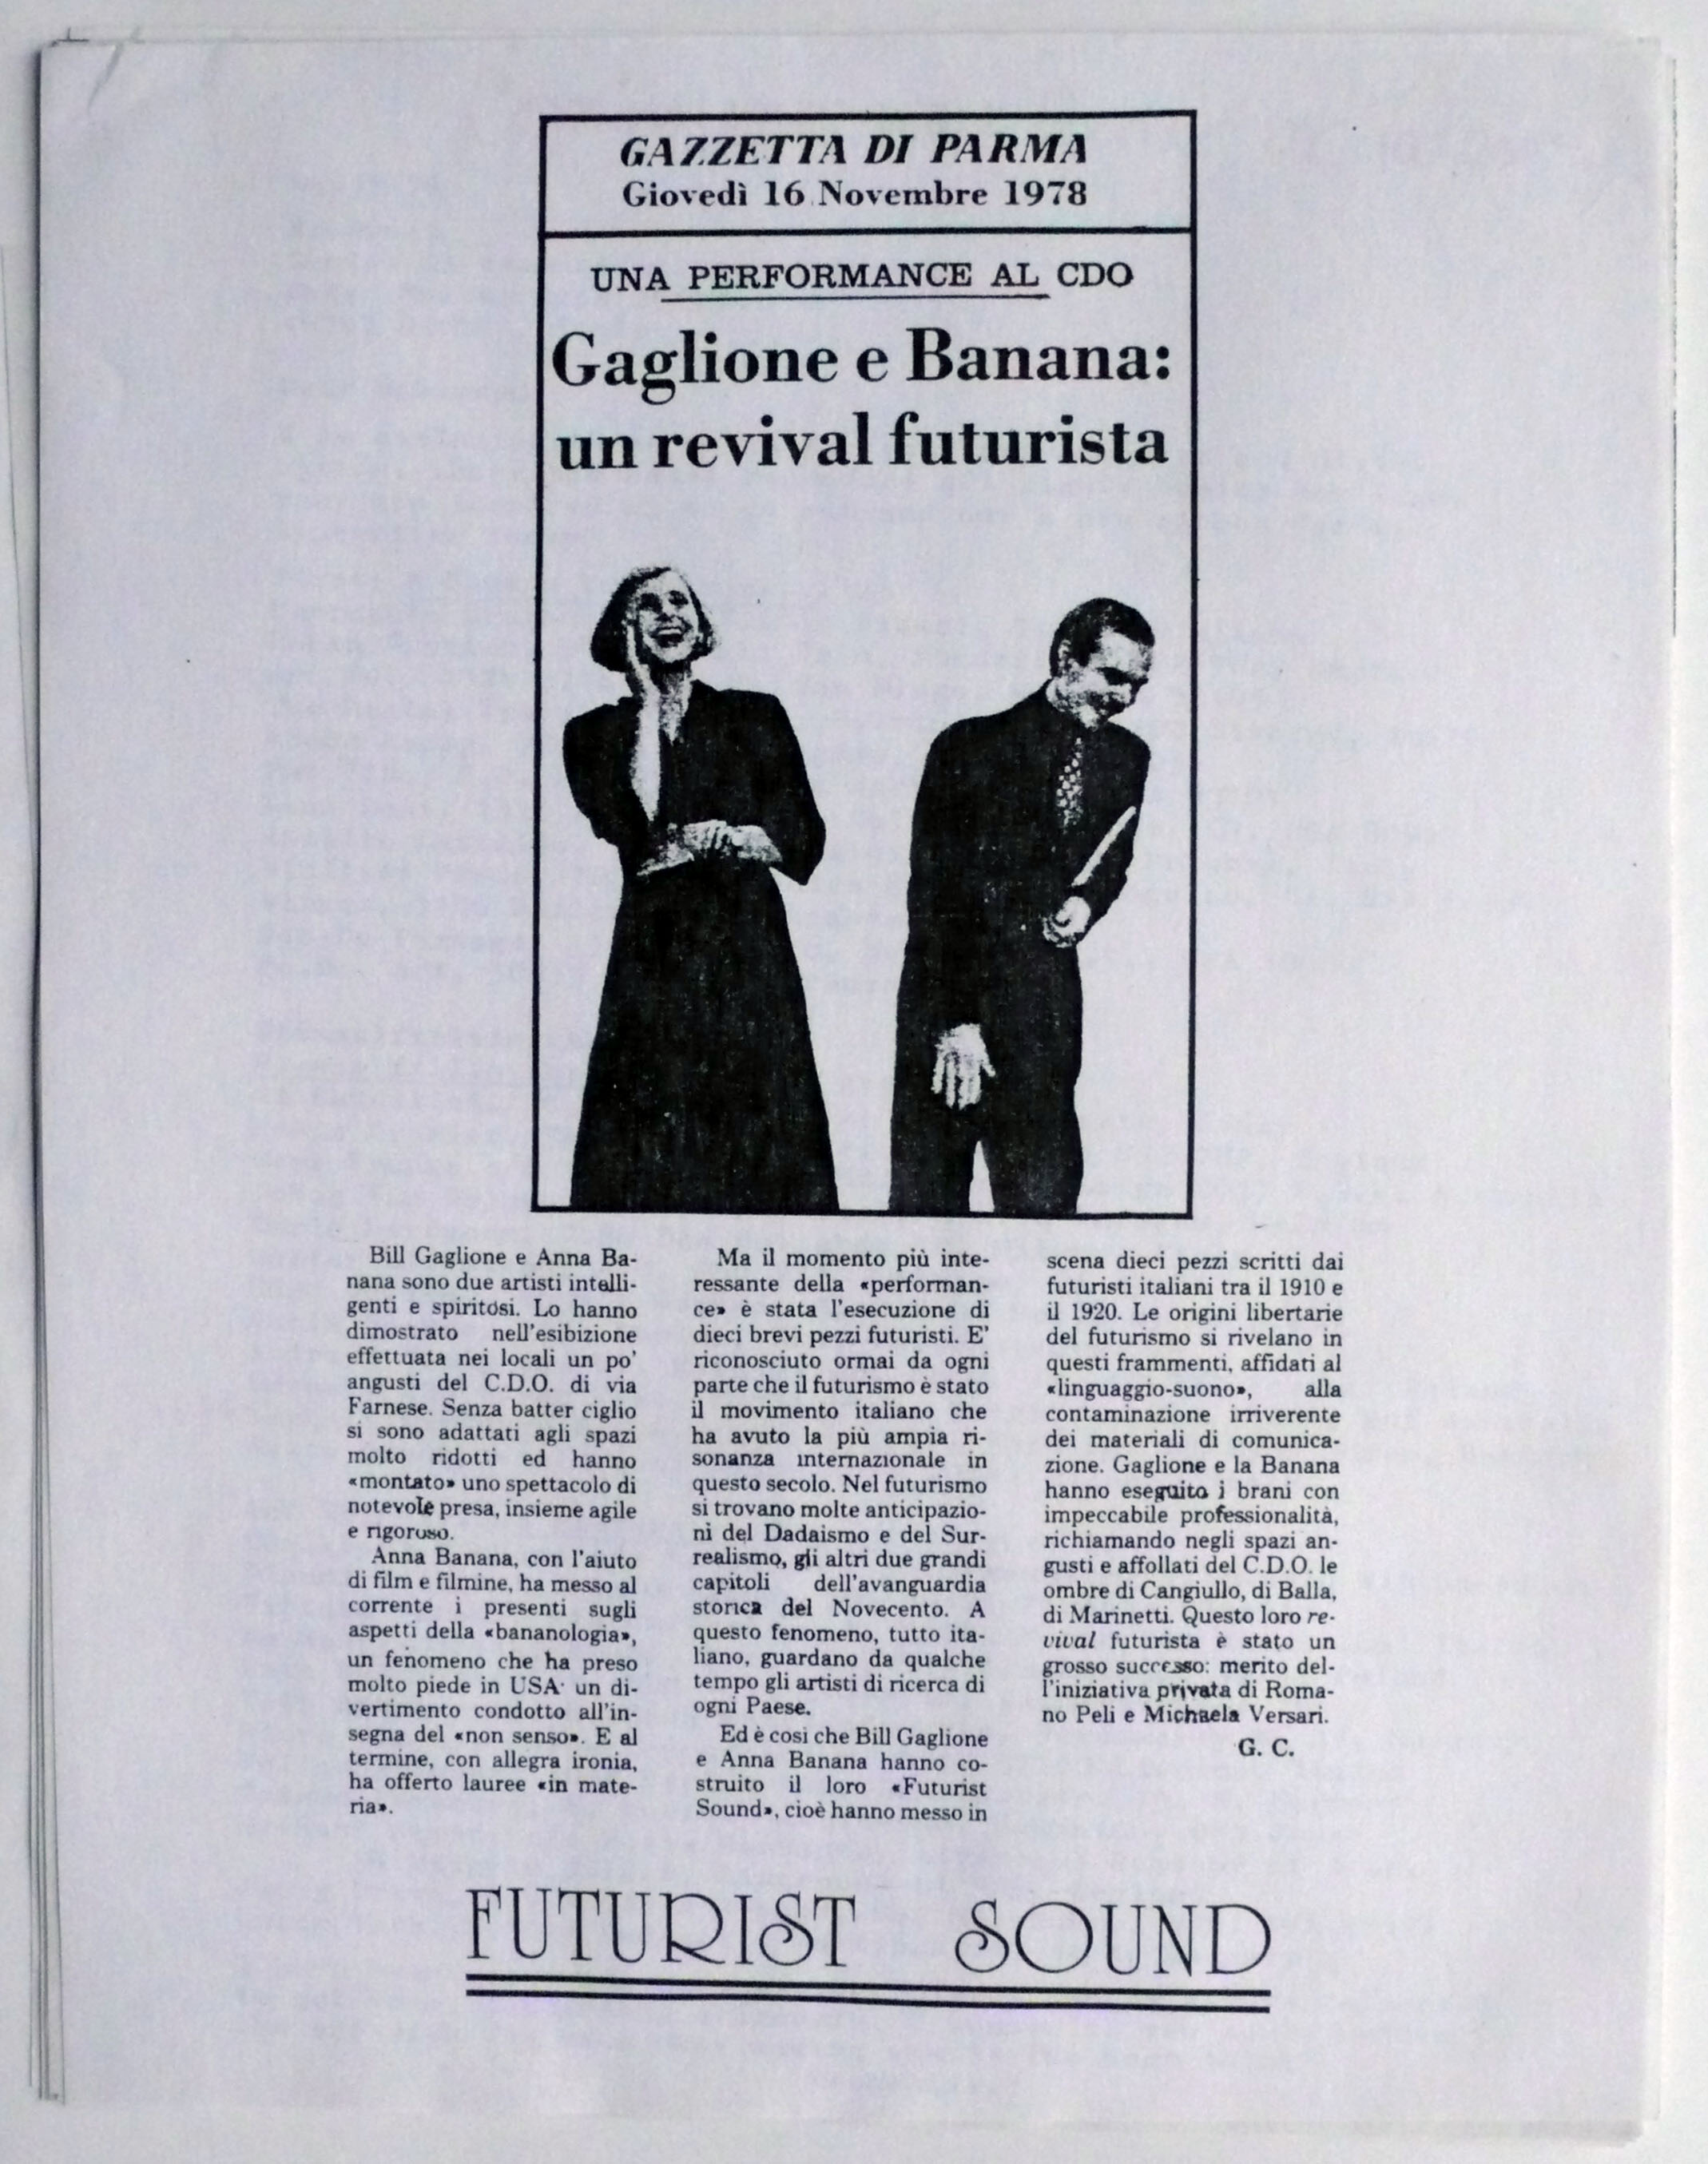 GAZZETTA DI PARMA
Giovedì 16 Novembre 1978
UNA PERFORMANCE AL CDO
Gaglione e Banana:
un revival futurista
Bill Gaglione e Anna Ba-
nana sono due artisti intelli-
genti e spiritosi. Lo hanno
dimostrato nell'esibizione
effettuata nei locali un po'
angusti del C.D.O. di via
Farnese. Senza batter ciglio
si sono adattati agli spazi
molto ridotti ed hanno
«montato» uno spettacolo di
notevole presa, insieme agile
e rigoruso.
Anna Banana, con l'aiuto
di film e filmine, ha messo al
corrente i presenti sugli
aspetti della «bananologia»,
un fenomeno che ha preso
molto piede in USA: un di-
vertimento condotto all'in-
segna del «non senso». E al
termine, con allegra ironia,
ha offerto lauree «in mate-
ria».
Ma il momento più inte-
ressante della «performan-
ce» è stata l'esecuzione di
dieci brevi pezzi futuristi. E'
riconosciuto ormai da ogni
parte che il futurismo è stato
il movimento italiano che
ha avuto la più ampia ri-
sonanza internazionale in
questo secolo. Nel futurismo
si trovano molte anticipazio-
ni del Dadaismo e del Sur-
realismo, gli altri due grandi
capitoli dell'avanguardia
storica del Novecento. A
questo fenomeno, tutto ita-
liano, guardano da qualche
tempo gli artisti di ricerca di
ogni Paese.
Ed è così che Bill Gaglione
e Anna Banana hanno co-
struito il loro «Futurist
Sound», cioè hanno messo in
scena dieci pezzi scritti dai
futuristi italiani tra il 1910 e
il 1920. Le origini libertarie
del futurismo si rivelano in
questi frammenti, affidati al
«linguaggio-suono», alla
contaminazione irriverente
dei materiali di comunica-
zione. Gaglione e la Banana
hanno eseguito i brani con
impeccabile professionalità,
richiamando negli spazi an-
gusti e affollati del C.D.O. le
ombre di Cangiullo, di Balla,
di Marinetti. Questo loro re-
vival futurista è stato un
grosso successo: merito del-
l'iniziativa privata di Roma-
no Peli e Michaela Versari.
G. C.
FUTURIST SOUND